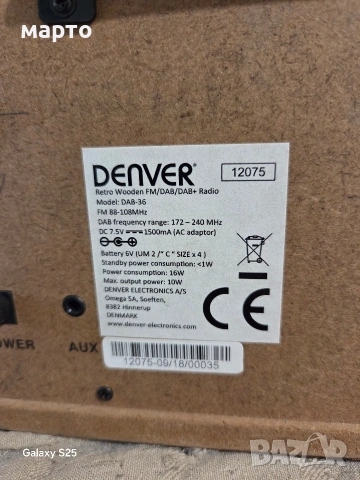 марто
DENVER®
12075
Retro Wooden FM/DAB/DAB+ Radio
Model: DAB-36
FM 88-108MHz
DAB frequency range: 172 – 240 MHz
DC 7.5V 1500mA (AC adaptor)
Battery 6V (UM 2 /" C " SIZE x 4 )
Standby power consumption: <1W
Power consumption: 16W
Max. output power: 10W
DENVER ELECTRONICS A/S
Omega 5A, Soeften,
8382 Hinnerup
DENMARK
www.denver-electronics.com
CE
OWER
AUX
12075-09/18/00035
Galaxy S25
BAZAR